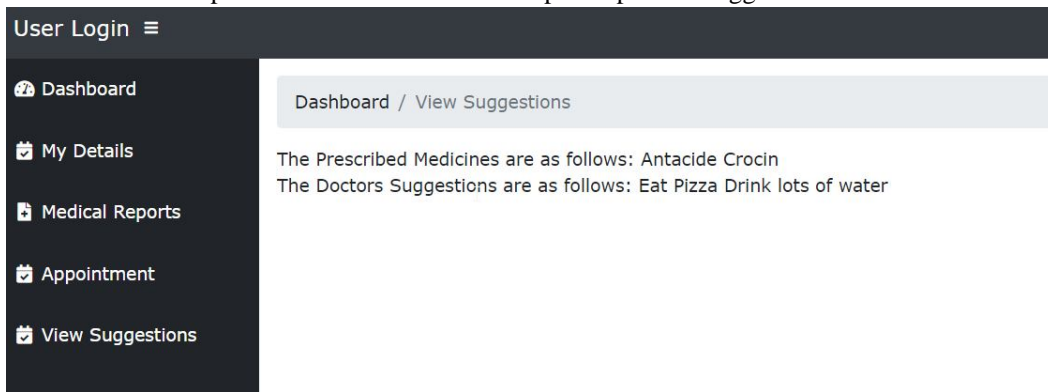 User Login
Dashboard
My Details
Medical Reports
Appointment
View Suggestions
Dashboard / View Suggestions
The Prescribed Medicines are as follows: Antacide Crocin
The Doctors Suggestions are as follows: Eat Pizza Drink lots of water